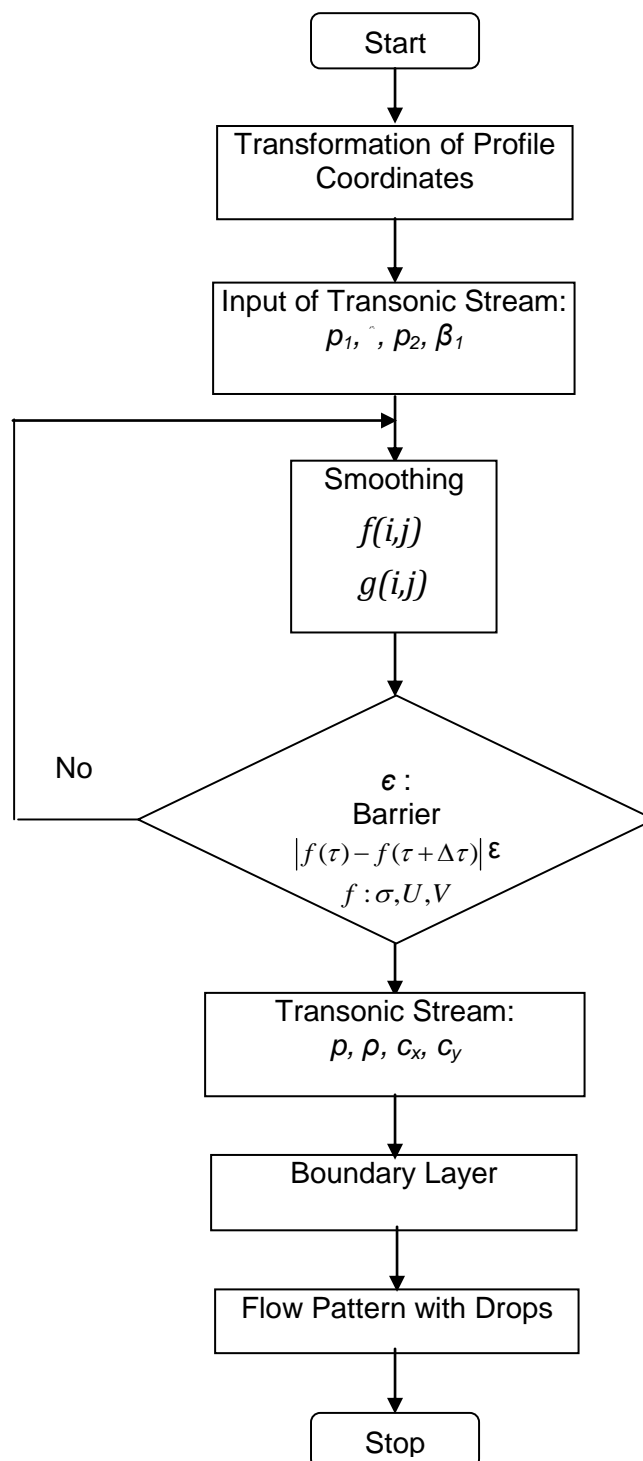 Start
Transformation of Profile
Coordinates
Input of Transonic Stream:
p₁, ˆ, p₂, β₁
Smoothing
f(i,j)
g(i,j)
No
ϵ :
Barrier
|f(τ) − f(τ + Δτ)| ε
f : σ, U, V
Transonic Stream:
p, ρ, cₓ, c_y
Boundary Layer
Flow Pattern with Drops
Stop